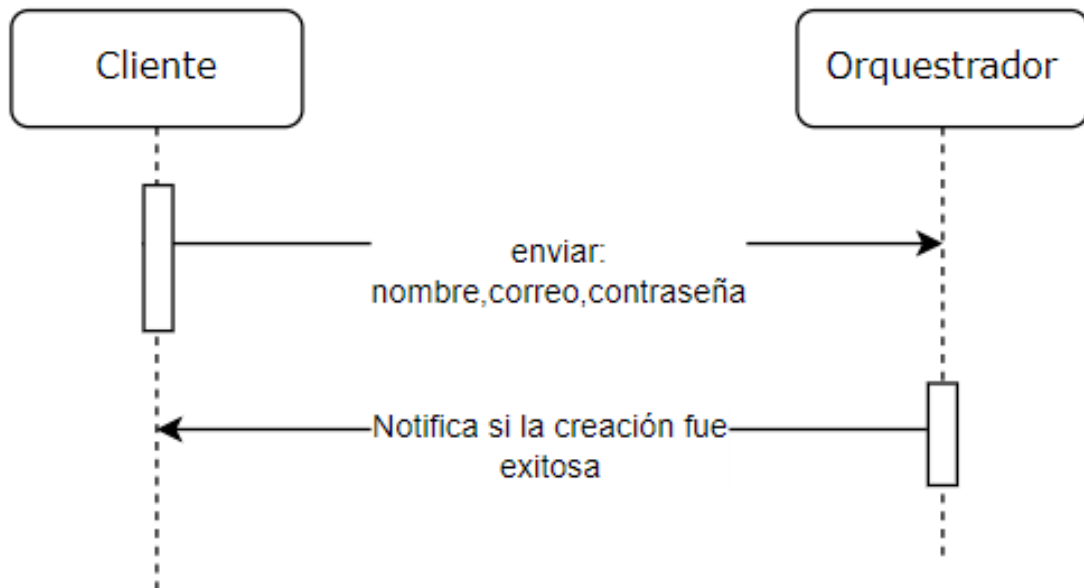 Cliente
Orquestrador
enviar:
nombre,correo,contraseña
Notifica si la creación fue
exitosa